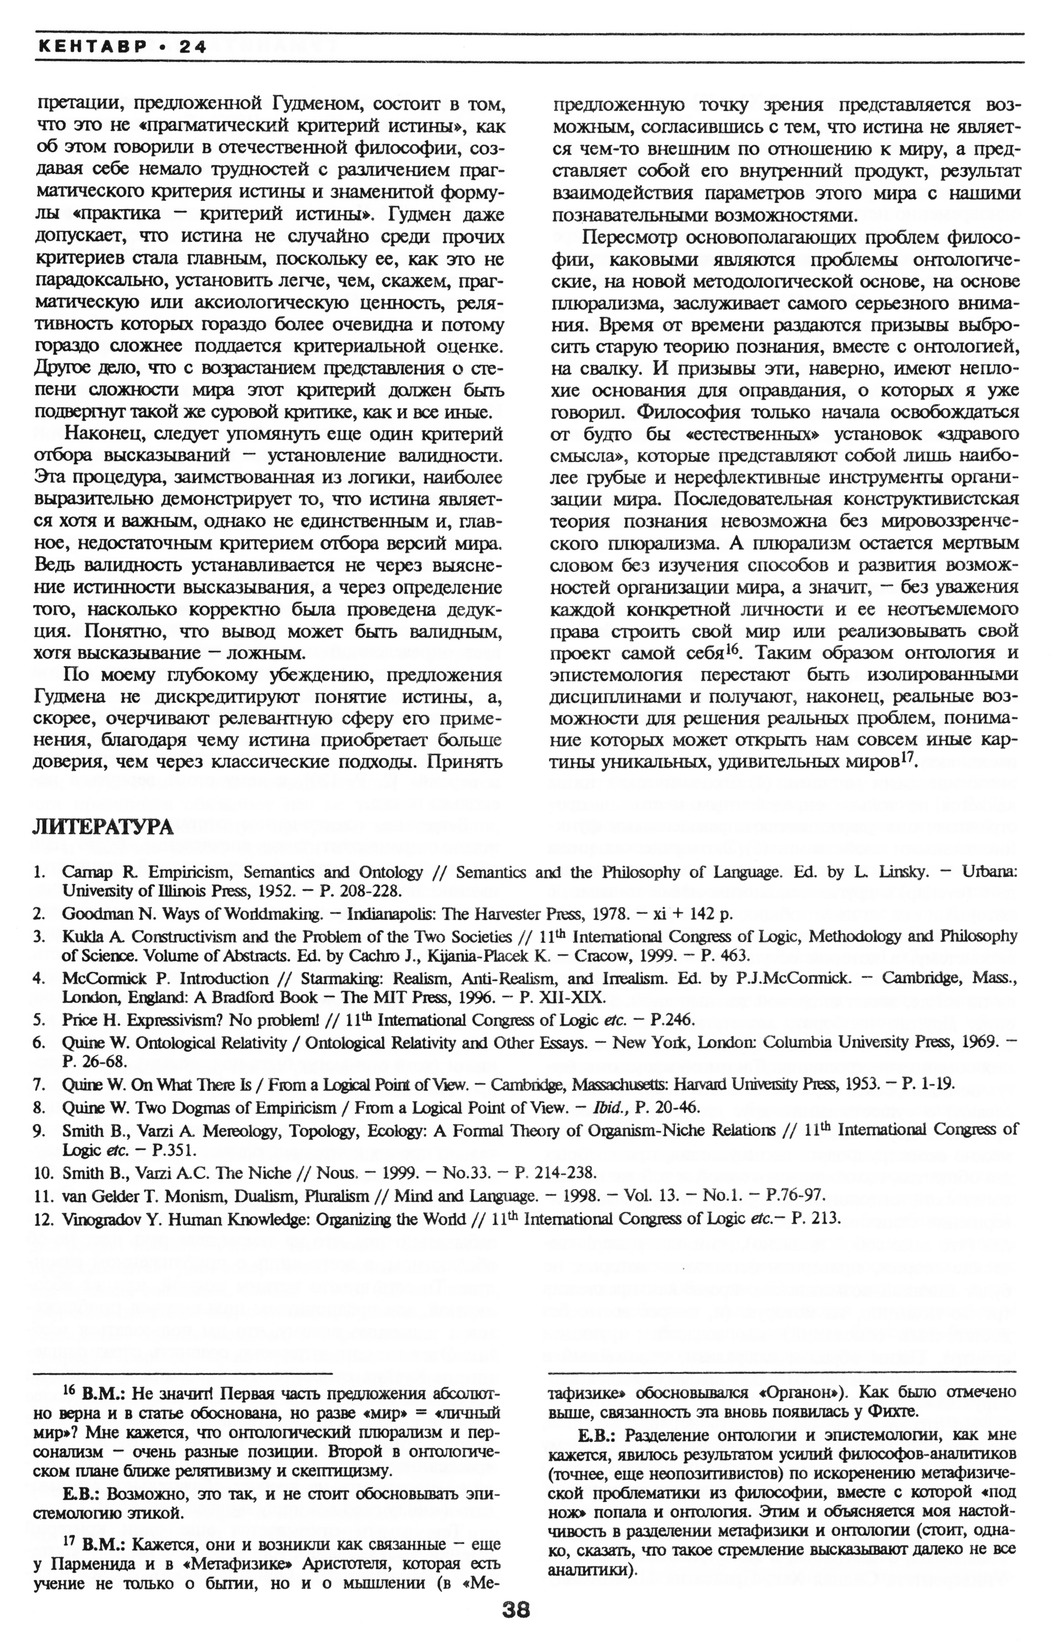 КЕНТАВР • 24
претации, предложенной Гудменом, состоит в том,
что это не «прагматический критерий истины», как
об этом говорили в отечественной философии, соз-
давая себе немало трудностей с различением праг-
матического критерия истины и знаменитой форму-
лы «практика — критерий истины». Гудмен даже
допускает, что истина не случайно среди прочих
критериев стала главным, поскольку ее, как это не
парадоксально, установить легче, чем, скажем, праг-
матическую или аксиологическую ценность, реля-
тивность которых гораздо более очевидна и потому
гораздо сложнее поддается критериальной оценке.
Другое дело, что с возрастанием представления о сте-
пени сложности мира этот критерий должен быть
подвергнут такой же суровой критике, как и все иные.
Наконец, следует упомянуть еще один критерий
отбора высказываний — установление валидности.
Эта процедура, заимствованная из логики, наиболее
выразительно демонстрирует то, что истина являет-
ся хотя и важным, однако не единственным и, глав-
ное, недостаточным критерием отбора версий мира.
Ведь валидность устанавливается не через выясне-
ние истинности высказывания, а через определение
того, насколько корректно была проведена дедук-
ция. Понятно, что вывод может быть валидным,
хотя высказывание — ложным.
По моему глубокому убеждению, предложения
Гудмена не дискредитируют понятие истины, а,
скорее, очерчивают релевантную сферу его приме-
нения, благодаря чему истина приобретает больше
доверия, чем через классические подходы. Принять
предложенную точку зрения представляется воз-
можным, согласившись с тем, что истина не являет-
ся чем-то внешним по отношению к миру, а пред-
ставляет собой его внутренний продукт, результат
взаимодействия параметров этого мира с нашими
познавательными возможностями.
Пересмотр основополагающих проблем филосо-
фии, каковыми являются проблемы онтологиче-
ские, на новой методологической основе, на основе
плюрализма, заслуживает самого серьезного внима-
ния. Время от времени раздаются призывы выбро-
сить старую теорию познания, вместе с онтологией,
на свалку. И призывы эти, наверно, имеют непло-
хие основания для оправдания, о которых я уже
говорил. Философия только начала освобождаться
от будто бы «естественных» установок «здравого
смысла», которые представляют собой лишь наибо-
лее грубые и нерефлективные инструменты органи-
зации мира. Последовательная конструктивистская
теория познания невозможна без мировоззренче-
ского плюрализма. А плюрализм остается мертвым
словом без изучения способов и развития возмож-
ностей организации мира, а значит, — без уважения
каждой конкретной личности и ее неотъемлемого
права строить свой мир или реализовывать свой
проект самой себя16. Таким образом онтология и
эпистемология перестают быть изолированными
дисциплинами и получают, наконец, реальные воз-
можности для решения реальных проблем, понима-
ние которых может открыть нам совсем иные кар-
тины уникальных, удивительных миров17.
ЛИТЕРАТУРА
1. Carnap R. Empiricism, Semantics and Ontology // Semantics and the Philosophy of Language. Ed. by L. Linsky. — Urbana:
University of Illinois Press, 1952. — P. 208-228.
2. Goodman N. Ways of Worldmaking. — Indianapolis: The Harvester Press, 1978. — xi + 142 p.
3. Kukla A. Constructivism and the Problem of the Two Societies // 11th International Congress of Logic, Methodology and Philosophy
of Science. Volume of Abstracts. Ed. by Cachro J., Kijania-Placek K. — Cracow, 1999. — P. 463.
4. McCormick P. Introduction // Starmaking: Realism, Anti-Realism, and Irrealism. Ed. by P.J.McCormick. — Cambridge, Mass.,
London, England: A Bradford Book — The MIT Press, 1996. — P. XII-XIX.
5. Price H. Expressivism? No problem! // 11th International Congress of Logic etc. — P.246.
6. Quine W. Ontological Relativity / Ontological Relativity and Other Essays. — New York, London: Columbia University Press, 1969. —
P. 26-68.
7. Quine W. On What There Is / From a Logical Point of View. — Cambridge, Massachusetts: Harvard University Press, 1953. — P. 1-19.
8. Quine W. Two Dogmas of Empiricism / From a Logical Point of View. — Ibid., P. 20-46.
9. Smith B., Varzi A. Mereology, Topology, Ecology: A Formal Theory of Organism-Niche Relations // 11th International Congress of
Logic etc. — P.351.
10. Smith B., Varzi A.C. The Niche // Nous. — 1999. — No.33. — P. 214-238.
11. van Gelder T. Monism, Dualism, Pluralism // Mind and Language. — 1998. — Vol. 13. — No.1. — P.76-97.
12. Vinogradov Y. Human Knowledge: Organizing the World // 11th International Congress of Logic etc.— P. 213.
16 В.М.: Не значит! Первая часть предложения абсолют-
но верна и в статье обоснована, но разве «мир» = «личный
мир»? Мне кажется, что онтологический плюрализм и пер-
сонализм — очень разные позиции. Второй в онтологиче-
ском плане ближе релятивизму и скептицизму.
Е.В.: Возможно, это так, и не стоит обосновывать эпи-
стемологию этикой.
17 В.М.: Кажется, они и возникли как связанные — еще
у Парменида и в «Метафизике» Аристотеля, которая есть
учение не только о бытии, но и о мышлении (в «Ме-
тафизике» обосновывался «Органон»). Как было отмечено
выше, связанность эта вновь появилась у Фихте.
Е.В.: Разделение онтологии и эпистемологии, как мне
кажется, явилось результатом усилий философов-аналитиков
(точнее, еще неопозитивистов) по искоренению метафизиче-
ской проблематики из философии, вместе с которой «под
нож» попала и онтология. Этим и объясняется моя настой-
чивость в разделении метафизики и онтологии (стоит, одна-
ко, сказать, что такое стремление высказывают далеко не все
аналитики).
38